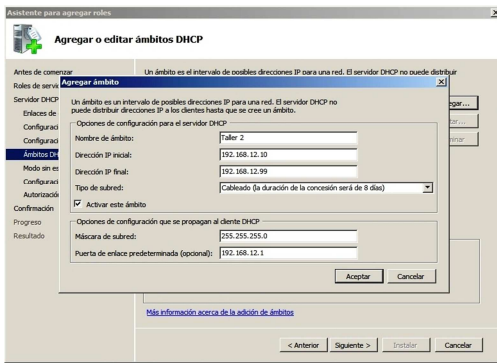 Asistente para agregar roles
Agregar o editar ámbitos DHCP
Antes de comenzar
Roles de servi
Servidor DHCP
Enlaces de
Configuraci
Configuraci
Ámbitos DH
Modo sin es
Configuraci
Autorizació
Confirmación
Progreso
Resultado
Un ámbito es el intervalo de posibles direcciones IP para una red. El servidor DHCP no puede distribuir
Agregar ámbito
Un ámbito es un intervalo de posibles direcciones IP para una red. El servidor DHCP no
puede distribuir direcciones IP a los clientes hasta que se cree un ámbito.
Opciones de configuración para el servidor DHCP
Nombre de ámbito: Taller 2
Dirección IP inicial: 192.168.12.10
Dirección IP final: 192.168.12.99
Tipo de subred: Cableado (la duración de la concesión será de 8 días)
Activar este ámbito
Opciones de configuración que se propagan al cliente DHCP
Máscara de subred: 255.255.255.0
Puerta de enlace predeterminada (opcional): 192.168.12.1
Aceptar Cancelar
egar...
tar...
minar
Más información acerca de la adición de ámbitos
< Anterior Siguiente > Instalar Cancelar